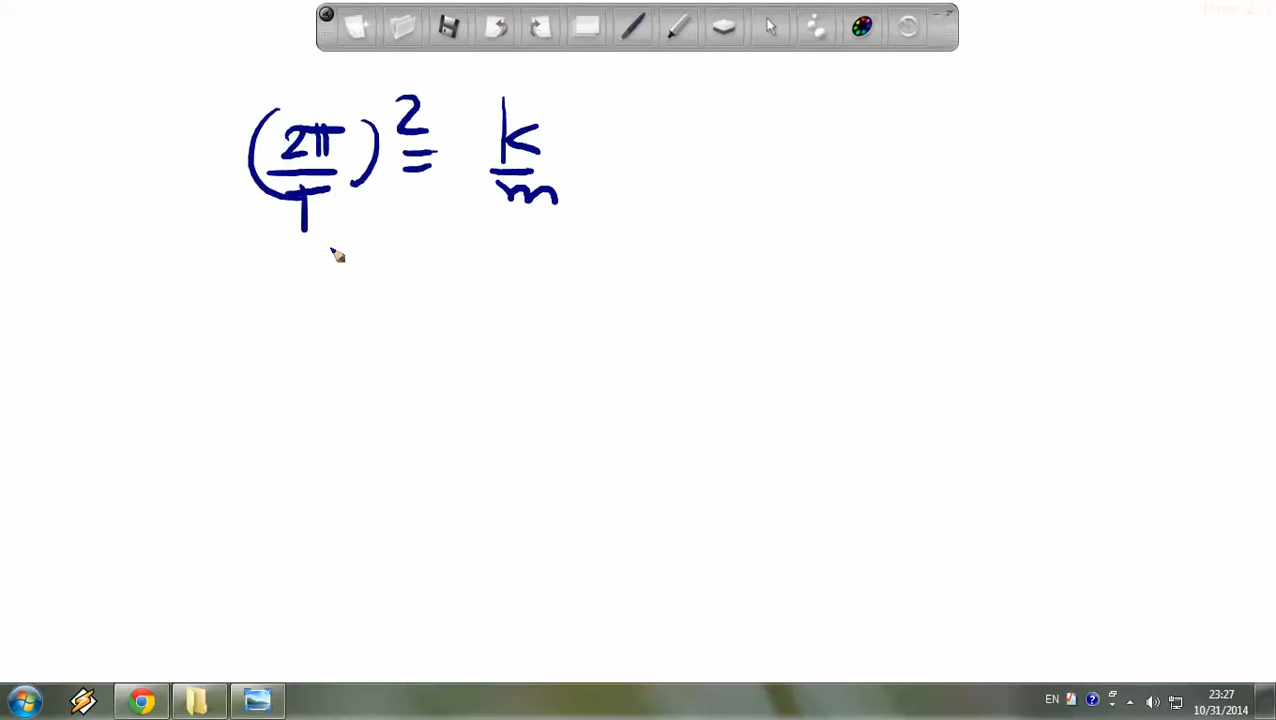 (2π/T)² = k/m
EN
23:27
10/31/2014